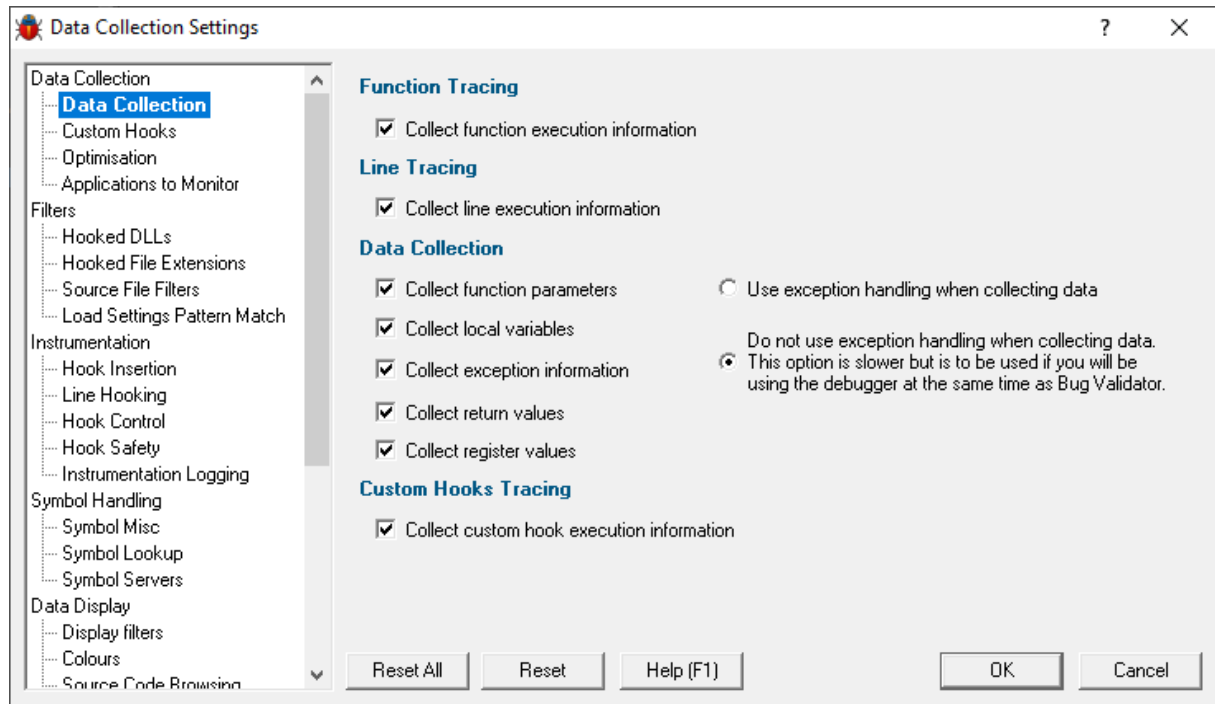 Data Collection Settings
?
Data Collection
Data Collection
Custom Hooks
Optimisation
Applications to Monitor
Filters
Hooked DLLs
Hooked File Extensions
Source File Filters
Load Settings Pattern Match
Instrumentation
Hook Insertion
Line Hooking
Hook Control
Hook Safety
Instrumentation Logging
Symbol Handling
Symbol Misc
Symbol Lookup
Symbol Servers
Data Display
Display filters
Colours
Source Code Browsing
Function Tracing
Collect function execution information
Line Tracing
Collect line execution information
Data Collection
Collect function parameters
Collect local variables
Collect exception information
Collect return values
Collect register values
Use exception handling when collecting data
Do not use exception handling when collecting data.
This option is slower but is to be used if you will be
using the debugger at the same time as Bug Validator.
Custom Hooks Tracing
Collect custom hook execution information
Reset All
Reset
Help (F1)
OK
Cancel